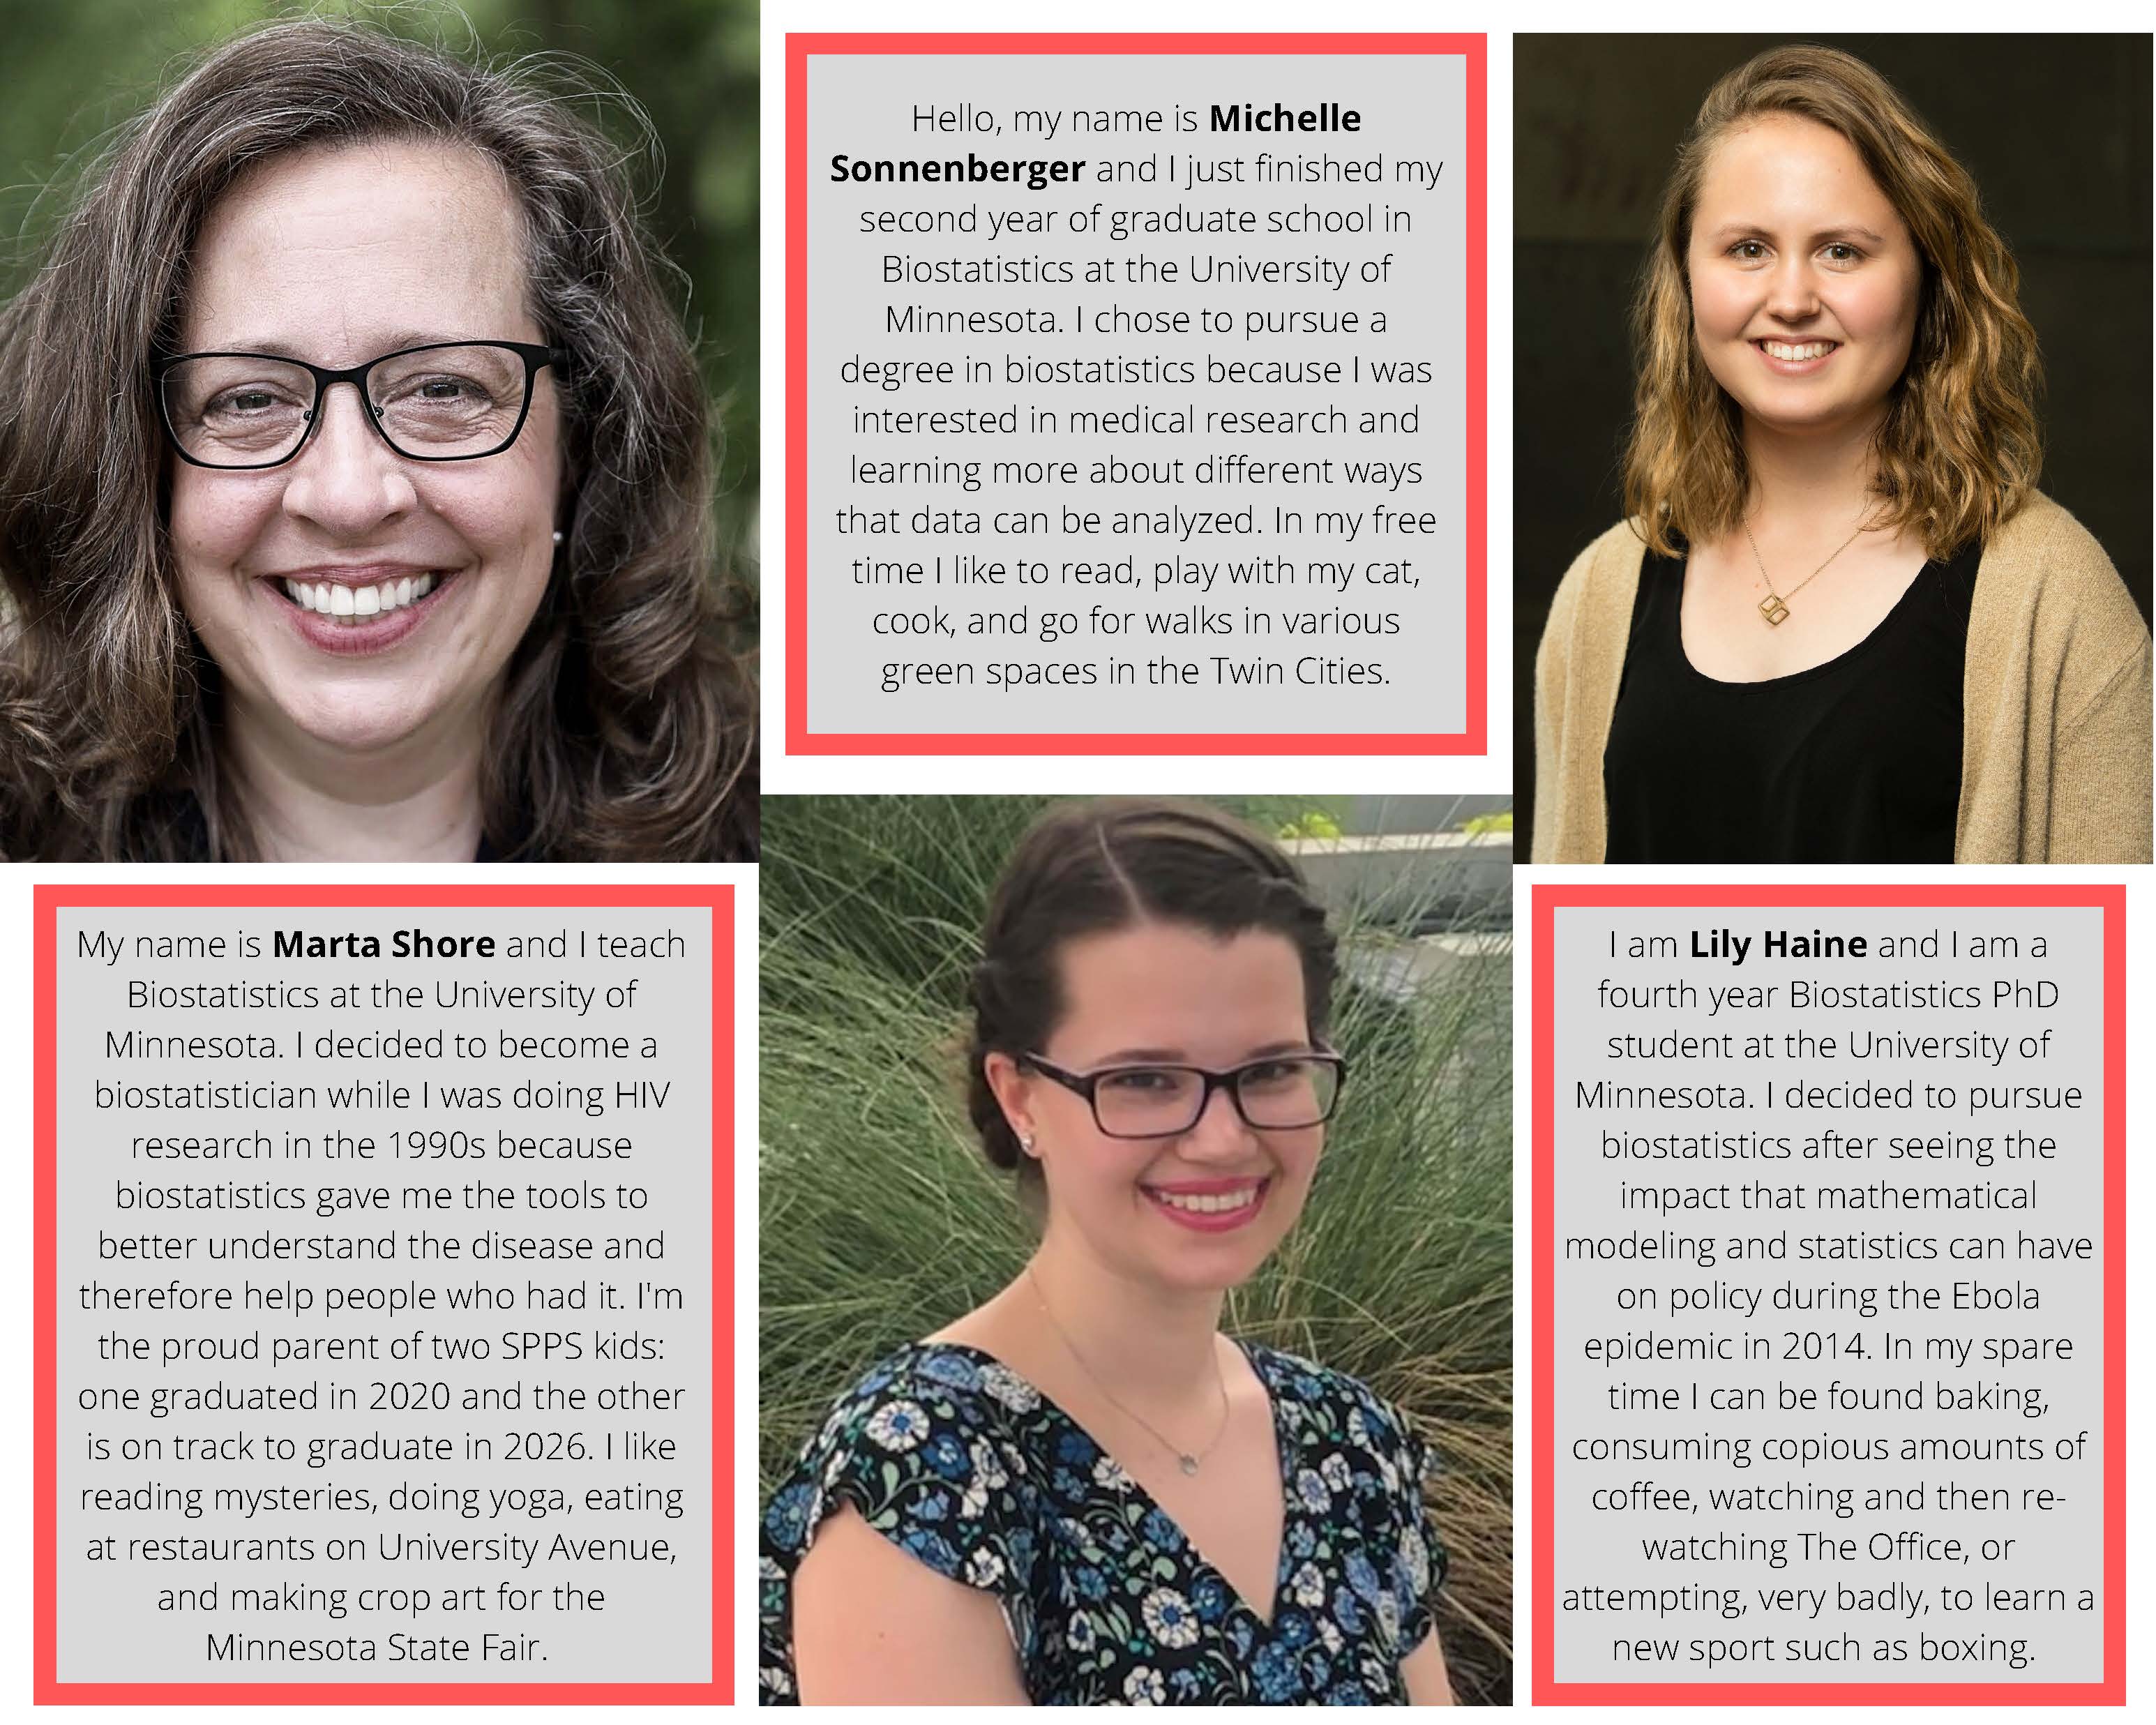 Hello, my name is Michelle
Sonnenberger and I just finished my
second year of graduate school in
Biostatistics at the University of
Minnesota. I chose to pursue a
degree in biostatistics because I was
interested in medical research and
learning more about different ways
that data can be analyzed. In my free
time I like to read, play with my cat,
cook, and go for walks in various
green spaces in the Twin Cities.
My name is Marta Shore and I teach
Biostatistics at the University of
Minnesota. I decided to become a
biostatistician while I was doing HIV
research in the 1990s because
biostatistics gave me the tools to
better understand the disease and
therefore help people who had it. I'm
the proud parent of two SPPS kids:
one graduated in 2020 and the other
is on track to graduate in 2026. I like
reading mysteries, doing yoga, eating
at restaurants on University Avenue,
and making crop art for the
Minnesota State Fair.
I am Lily Haine and I am a
fourth year Biostatistics PhD
student at the University of
Minnesota. I decided to pursue
biostatistics after seeing the
impact that mathematical
modeling and statistics can have
on policy during the Ebola
epidemic in 2014. In my spare
time I can be found baking,
consuming copious amounts of
coffee, watching and then re-
watching The Office, or
attempting, very badly, to learn a
new sport such as boxing.